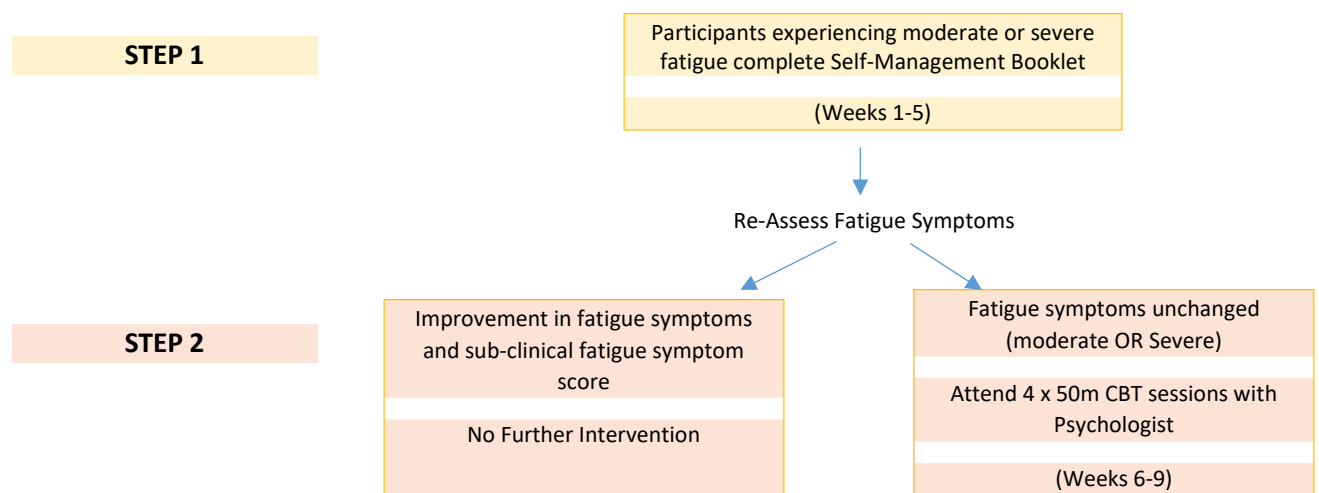 STEP 1
Participants experiencing moderate or severe
fatigue complete Self-Management Booklet
(Weeks 1-5)
Re-Assess Fatigue Symptoms
STEP 2
Improvement in fatigue symptoms
and sub-clinical fatigue symptom
score
No Further Intervention
Fatigue symptoms unchanged
(moderate OR Severe)
Attend 4 x 50m CBT sessions with
Psychologist
(Weeks 6-9)